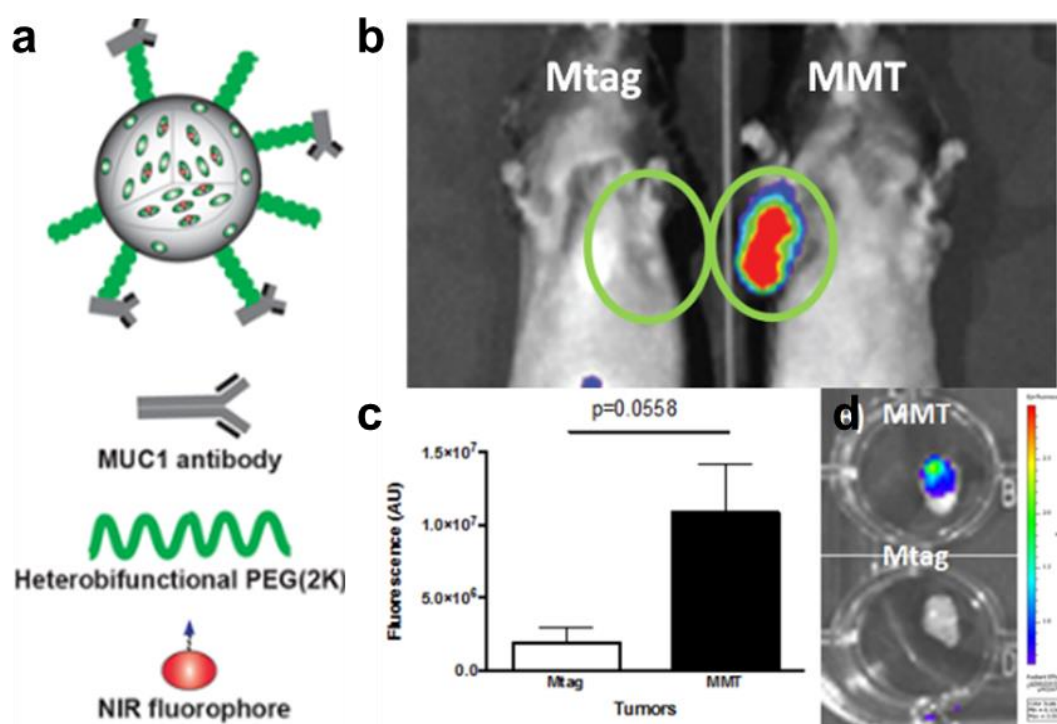 a
MUC1 antibody
Heterobifunctional PEG(2K)
NIR fluorophore
b
Mtag
MMT
c
p=0.0558
Fluorescence (AU)
1.5×10⁷
1.0×10⁷
5.0×10⁶
0.0
Mtag
MMT
Tumors
d
MMT
Mtag